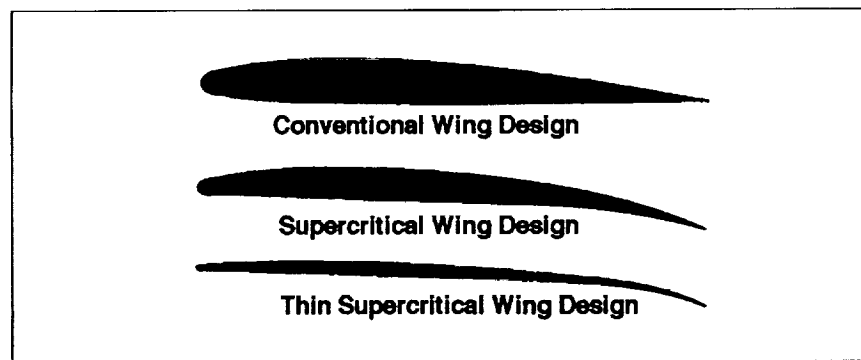 Conventional Wing Design
Supercritical Wing Design
Thin Supercritical Wing Design